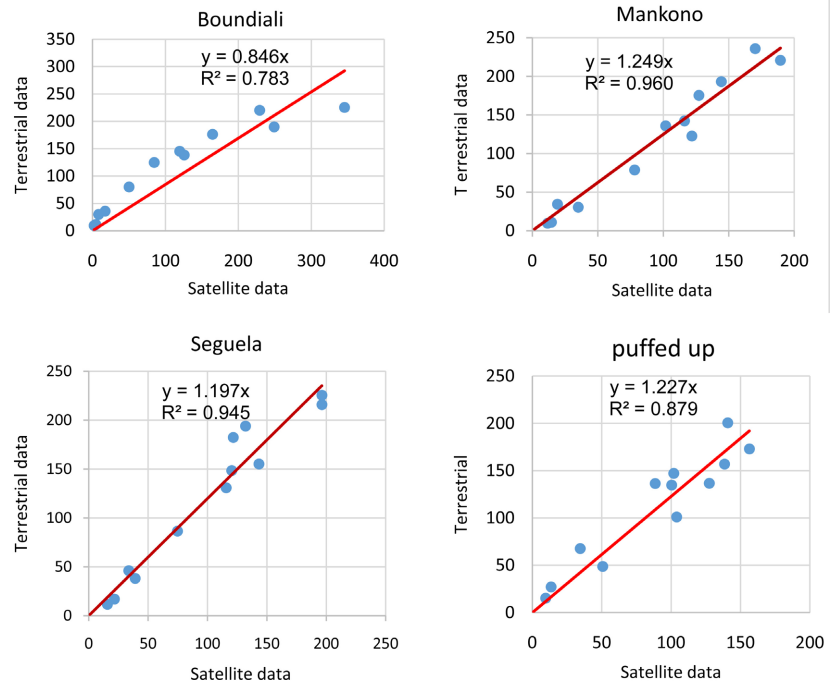 Boundiali
y = 0.846x
R² = 0.783
Terrestrial data
350
300
250
200
150
100
50
0
0 100 200 300 400
Satellite data
Mankono
y = 1.249x
R² = 0.960
T errestrial data
250
200
150
100
50
0
0 50 100 150 200
Satellite data
Seguela
y = 1.197x
R² = 0.945
Terrestrial data
250
200
150
100
50
0
0 50 100 150 200 250
Satellite data
puffed up
y = 1.227x
R² = 0.879
Terrestrial
250
200
150
100
50
0
0 50 100 150 200
Satellite data